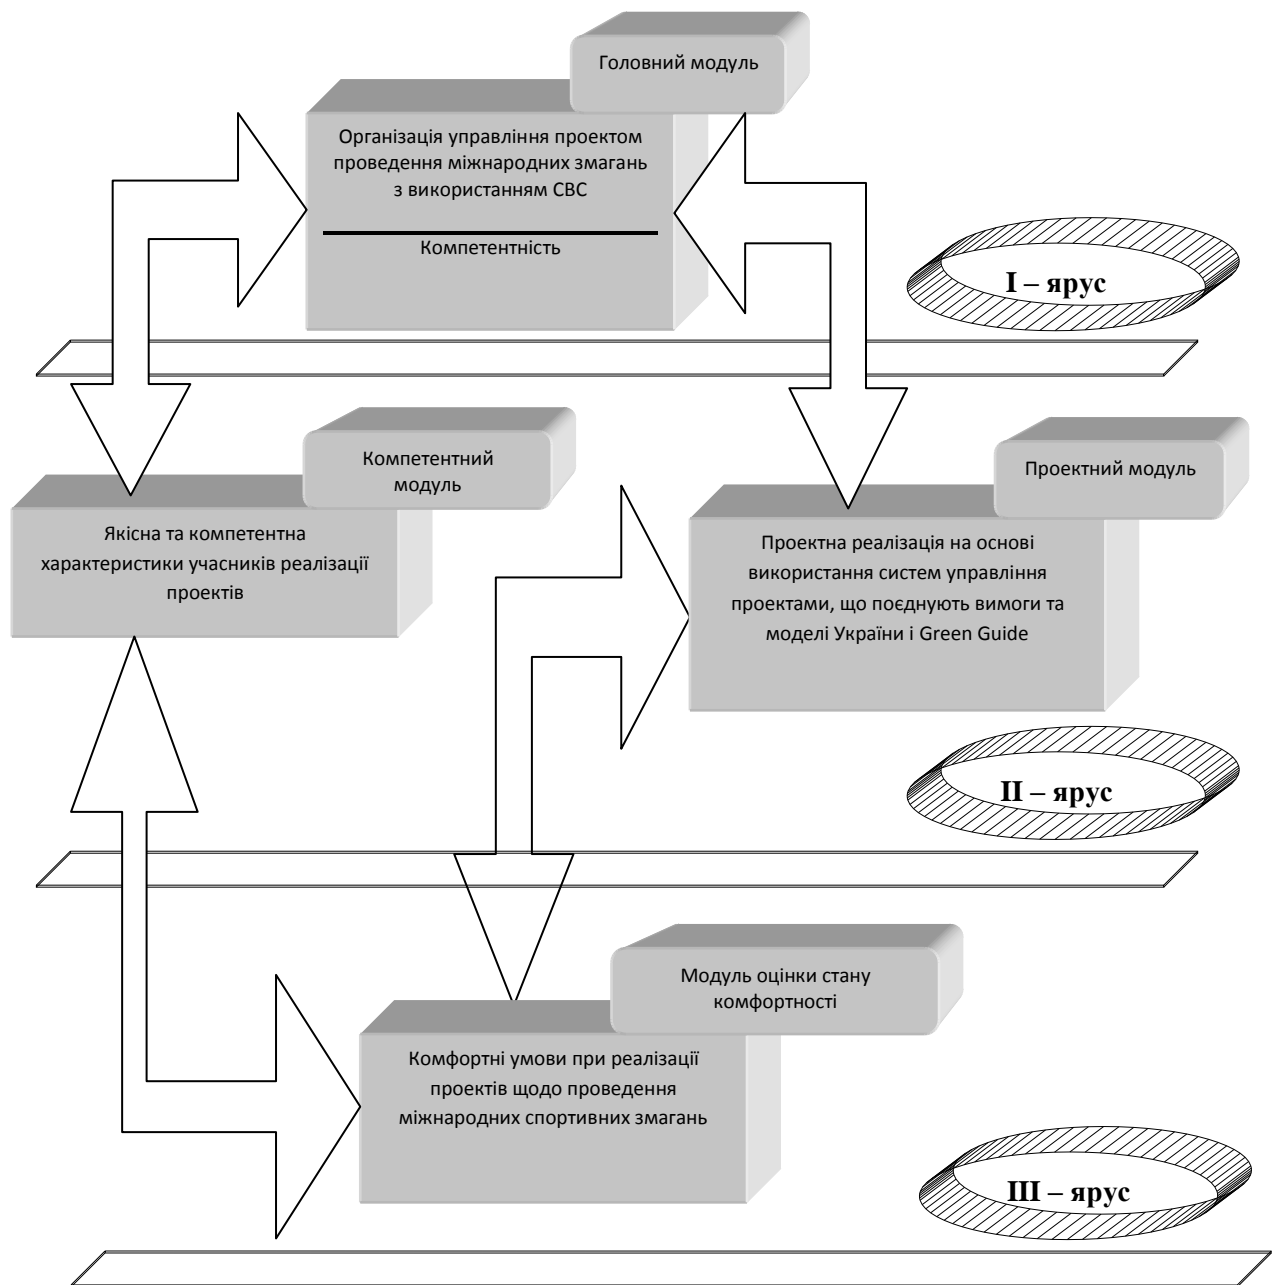 Головний модуль
Організація управління проектом
проведення міжнародних змагань
з використанням СВС
Компетентність
І – ярус
Компетентний
модуль
Якісна та компетентна
характеристики учасників реалізації
проектів
Проектний модуль
Проектна реалізація на основі
використання систем управління
проектами, що поєднують вимоги та
моделі України і Green Guide
ІІ – ярус
Модуль оцінки стану
комфортності
Комфортні умови при реалізації
проектів щодо проведення
міжнародних спортивних змагань
ІІІ – ярус